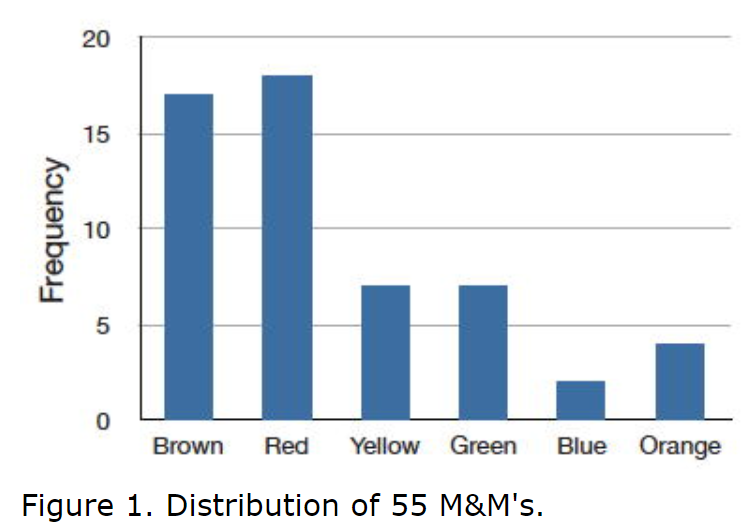 20
15
10
5
0
Frequency
Brown Red Yellow Green Blue Orange
Figure 1. Distribution of 55 M&M's.